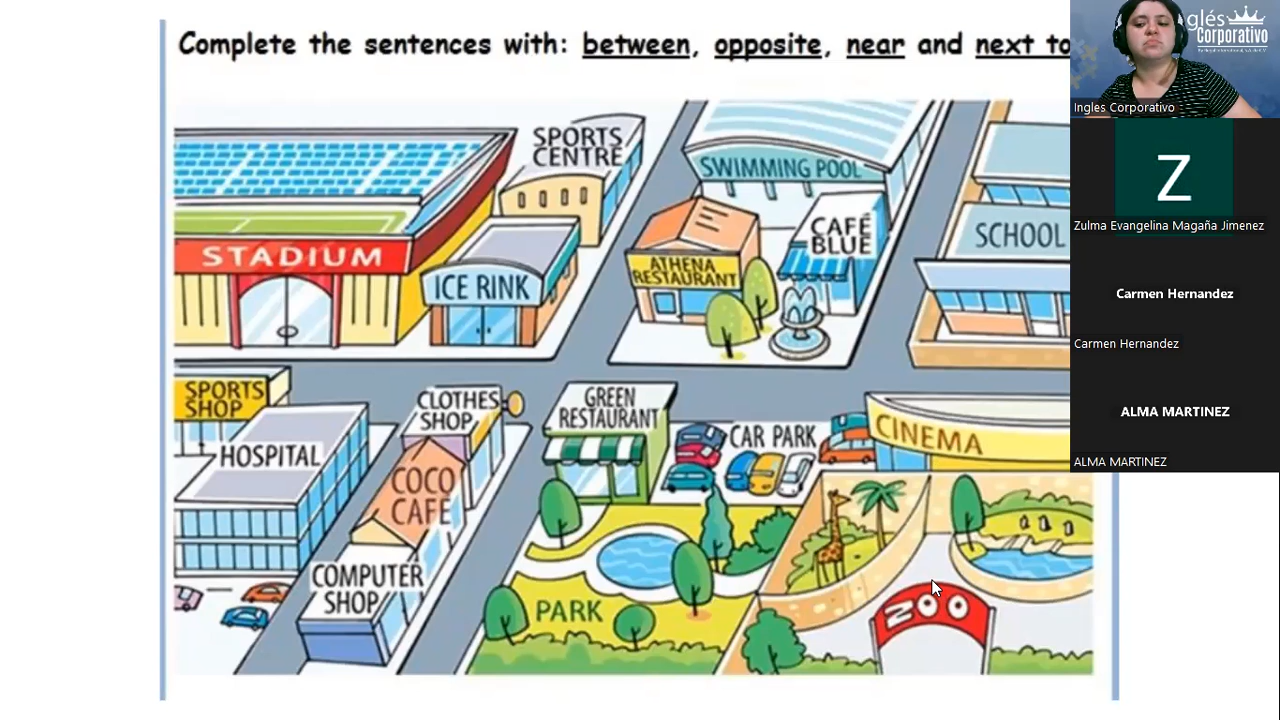 Complete the sentences with: between, opposite, near and next to
SPORTS
CENTRE
SWIMMING POOL
STADIUM
ICE RINK
ATHENA
RESTAURANT
CAFÉ
BLUE
SCHOOL
SPORTS
SHOP
HOSPITAL
CLOTHES
SHOP
COCO
CAFÉ
COMPUTER
SHOP
GREEN
RESTAURANT
CAR PARK
CINEMA
PARK
ZOO
glés
Corporativo
Ingles Corporativo
Z
Zulma Evangelina Magaña Jimenez
Carmen Hernandez
Carmen Hernandez
ALMA MARTINEZ
ALMA MARTINEZ